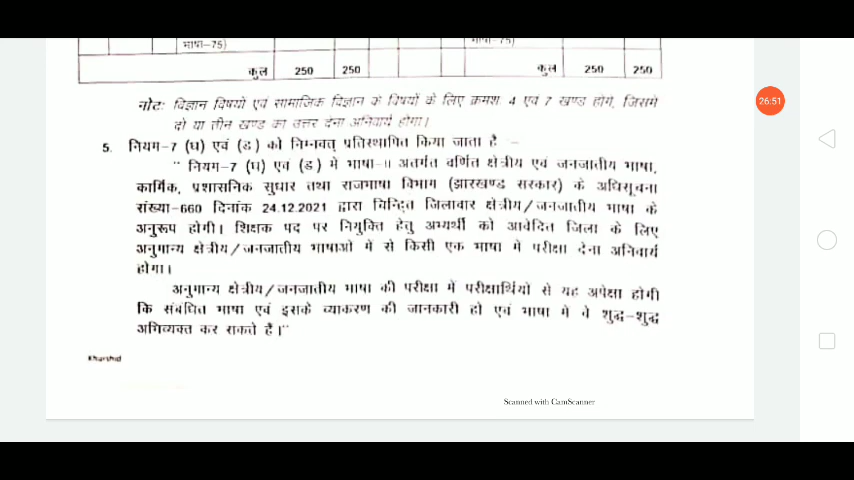 भाषा-75)
कुल 250 250 कुल 250 250
नोटः विज्ञान विषयों एवं सामाजिक विज्ञान के विषयों के लिए क्रमशः 4 एवं 7 खण्ड होंगे, जिसमें
दो या तीन खण्ड का उत्तर देना अनिवार्य होगा।
26:51
5. नियम-7 (घ) एवं (ड) को निम्नवत् प्रतिस्थापित किया जाता है :-
" नियम-7 (घ) एवं (ड) में भाषा-II अंतर्गत वर्णित क्षेत्रीय एवं जनजातीय भाषा,
कार्मिक, प्रशासनिक सुधार तथा राजभाषा विभाग (झारखण्ड सरकार) के अधिसूचना
संख्या-660 दिनांक 24.12.2021 द्वारा चिन्हित जिलावार क्षेत्रीय/जनजातीय भाषा के
अनुरूप होगी। शिक्षक पद पर नियुक्ति हेतु अभ्यर्थी को आवेदित जिला के लिए
अनुमान्य क्षेत्रीय/जनजातीय भाषाओं में से किसी एक भाषा में परीक्षा देना अनिवार्य
होगा।
अनुमान्य क्षेत्रीय/जनजातीय भाषा की परीक्षा में परीक्षार्थियों से यह अपेक्षा होगी
कि संबंधित भाषा एवं इसके व्याकरण की जानकारी हो एवं भाषा में वे शुद्ध-शुद्ध
अभिव्यक्त कर सकते हैं।"
Kharshid
Scanned with CamScanner